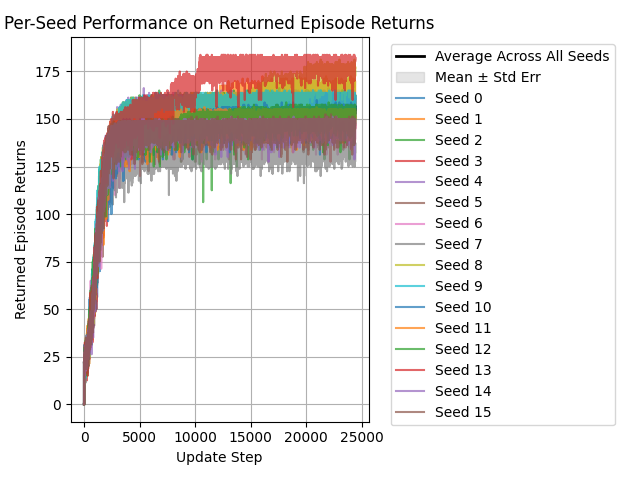 Per-Seed Performance on Returned Episode Returns
Returned Episode Returns
175
150
125
100
75
50
25
0
0 5000 10000 15000 20000 25000
Update Step
Average Across All Seeds
Mean ± Std Err
Seed 0
Seed 1
Seed 2
Seed 3
Seed 4
Seed 5
Seed 6
Seed 7
Seed 8
Seed 9
Seed 10
Seed 11
Seed 12
Seed 13
Seed 14
Seed 15